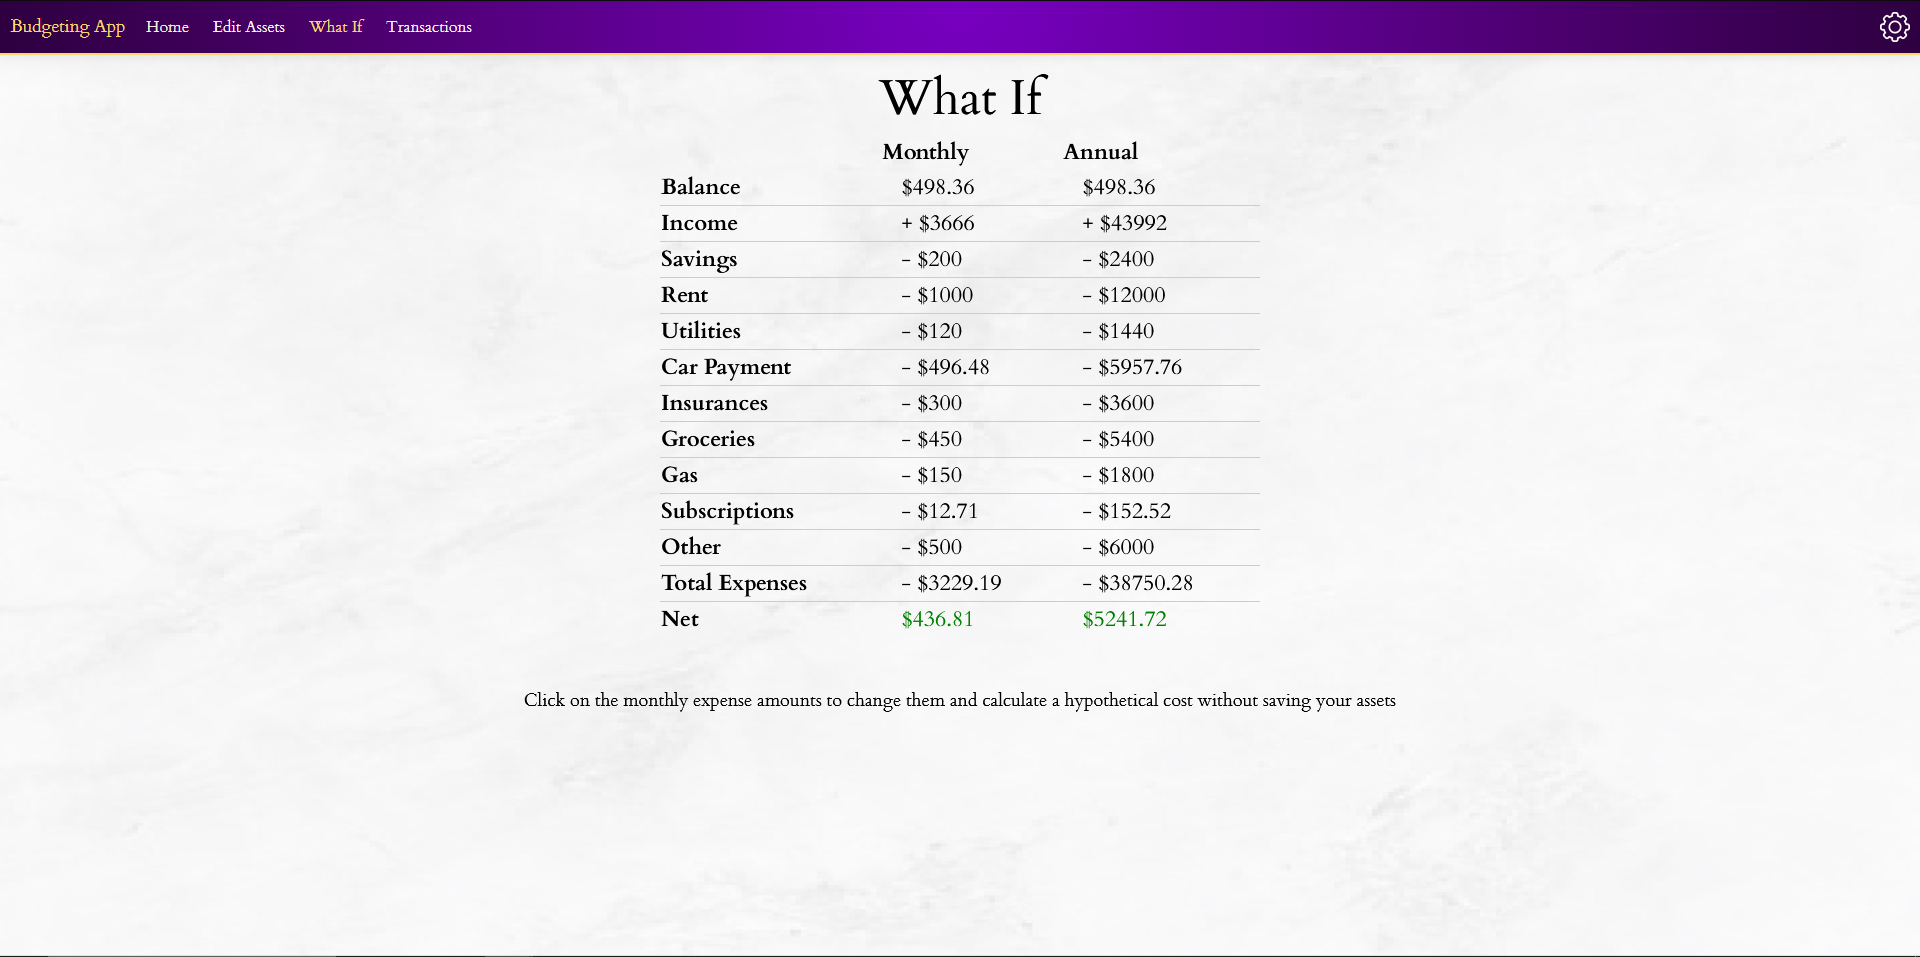 Budgeting App Home Edit Assets What If Transactions
What If
Monthly Annual
Balance $498.36 $498.36
Income + $3666 + $43992
Savings - $200 - $2400
Rent - $1000 - $12000
Utilities - $120 - $1440
Car Payment - $496.48 - $5957.76
Insurances - $300 - $3600
Groceries - $450 - $5400
Gas - $150 - $1800
Subscriptions - $12.71 - $152.52
Other - $500 - $6000
Total Expenses - $3229.19 - $38750.28
Net $436.81 $5241.72
Click on the monthly expense amounts to change them and calculate a hypothetical cost without saving your assets